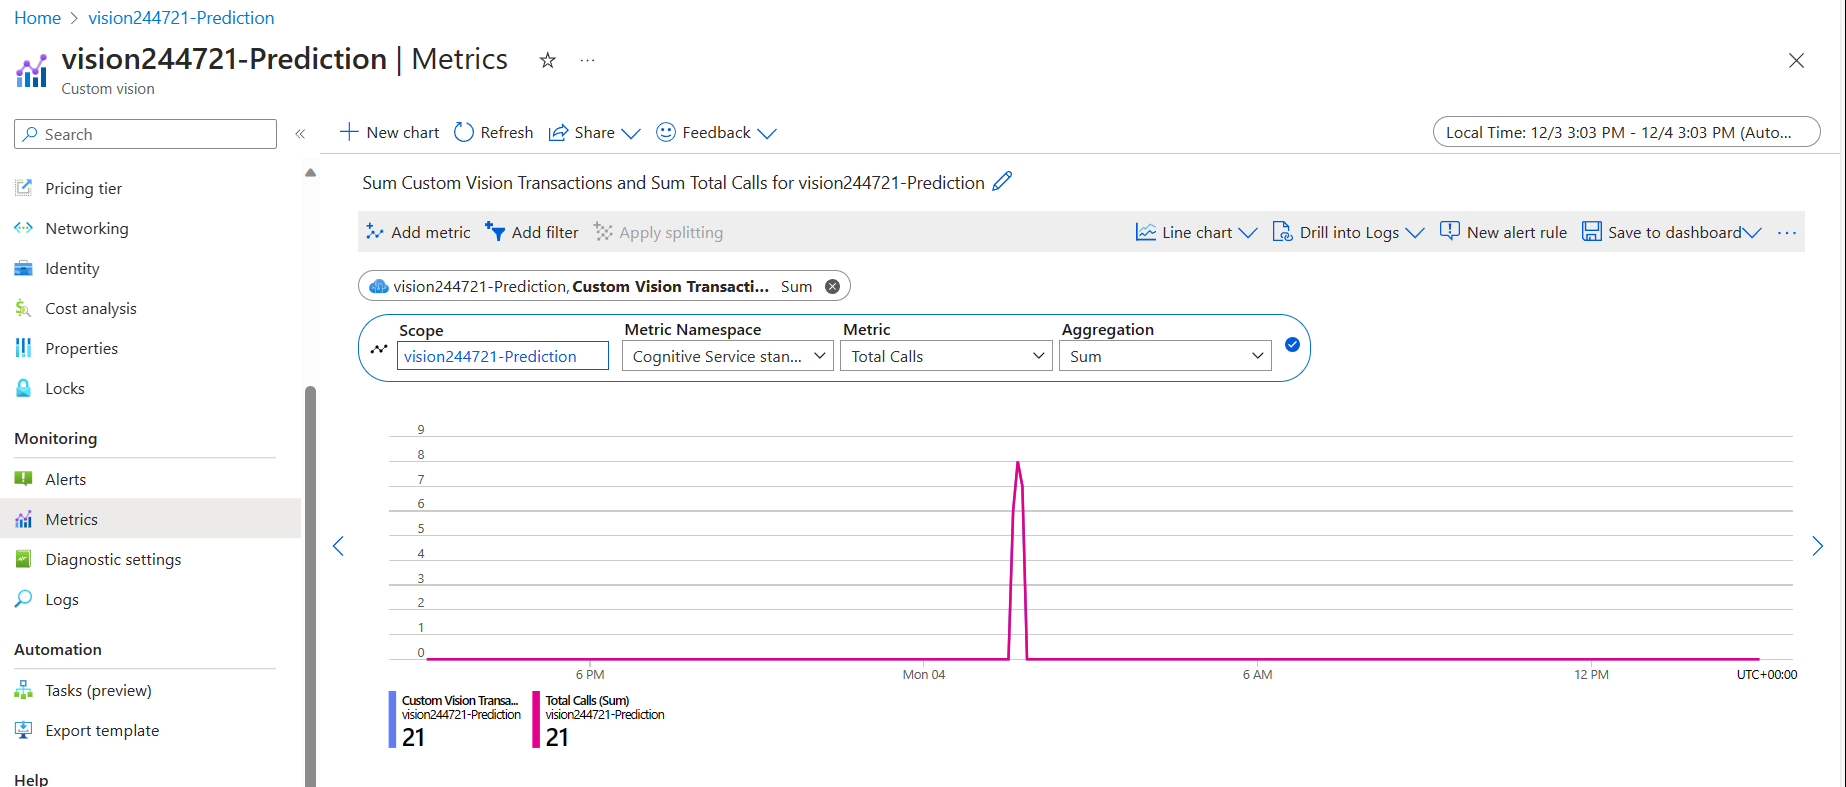 Home > vision244721-Prediction
vision244721-Prediction | Metrics
Custom vision
Search
Pricing tier
Networking
Identity
Cost analysis
Properties
Locks
Monitoring
Alerts
Metrics
Diagnostic settings
Logs
Automation
Tasks (preview)
Export template
Help
New chart Refresh Share Feedback
Local Time: 12/3 3:03 PM - 12/4 3:03 PM (Auto...
Sum Custom Vision Transactions and Sum Total Calls for vision244721-Prediction
Add metric Add filter Apply splitting Line chart Drill into Logs New alert rule Save to dashboard ...
vision244721-Prediction, Custom Vision Transacti... Sum
Scope Metric Namespace Metric Aggregation
vision244721-Prediction Cognitive Service stan... Total Calls Sum
9
8
7
6
5
4
3
2
1
0
6 PM Mon 04 6 AM 12 PM UTC+00:00
Custom Vision Transa...
vision244721-Prediction
21
Total Calls (Sum)
vision244721-Prediction
21